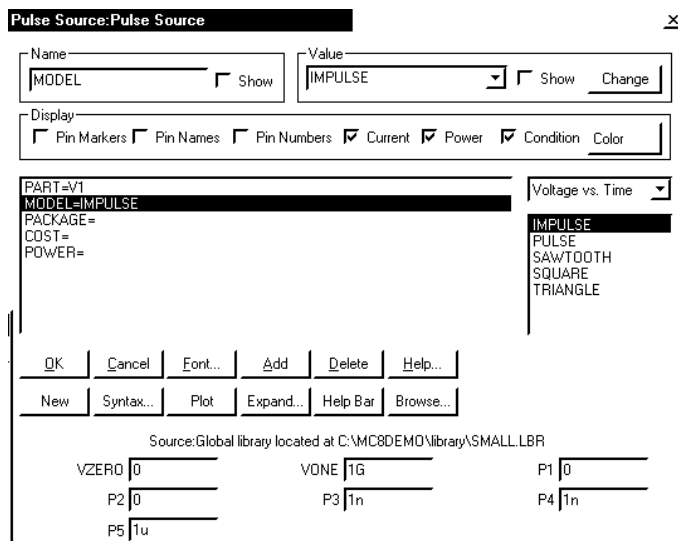 Pulse Source:Pulse Source
Name
MODEL
Show
Value
IMPULSE
Show
Change
Display
Pin Markers
Pin Names
Pin Numbers
Current
Power
Condition
Color
PART=V1
MODEL=IMPULSE
PACKAGE=
COST=
POWER=
Voltage vs. Time
IMPULSE
PULSE
SAWTOOTH
SQUARE
TRIANGLE
OK
Cancel
Font...
Add
Delete
Help...
New
Syntax...
Plot
Expand...
Help Bar
Browse...
Source:Global library located at C:\MC8DEMO\library\SMALL.LBR
VZERO 0
VONE 1G
P1 0
P2 0
P3 1n
P4 1n
P5 1u